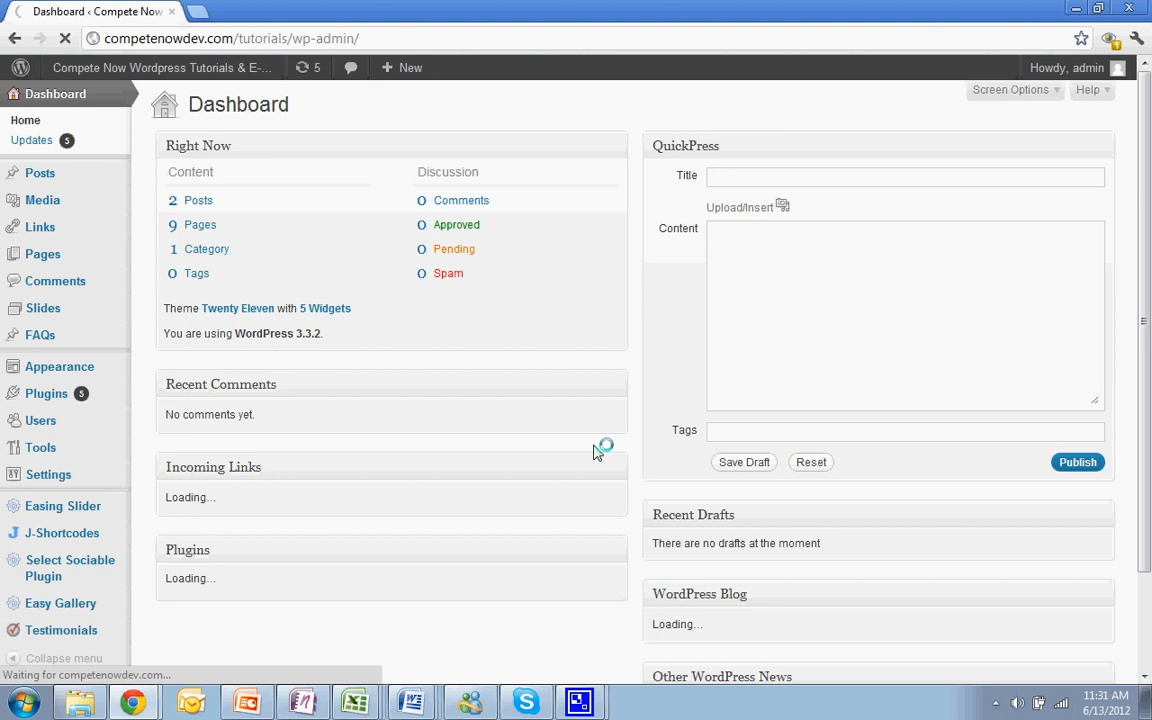 Dashboard ‹ Compete Now
competenowdev.com/tutorials/wp-admin/
Compete Now Wordpress Tutorials & E-... 5 New Howdy, admin
Dashboard
Home
Updates 5
Posts
Media
Links
Pages
Comments
Slides
FAQs
Appearance
Plugins 5
Users
Tools
Settings
Easing Slider
J-Shortcodes
Select Sociable
Plugin
Easy Gallery
Testimonials
Collapse menu
Dashboard
Screen Options Help
Right Now
Content Discussion
2 Posts 0 Comments
9 Pages 0 Approved
1 Category 0 Pending
0 Tags 0 Spam
Theme Twenty Eleven with 5 Widgets
You are using WordPress 3.3.2.
Recent Comments
No comments yet.
Incoming Links
Loading...
Plugins
Loading...
QuickPress
Title
Upload/Insert
Content
Tags
Save Draft Reset Publish
Recent Drafts
There are no drafts at the moment
WordPress Blog
Loading...
Other WordPress News
Waiting for competenowdev.com...
11:31 AM
6/13/2012